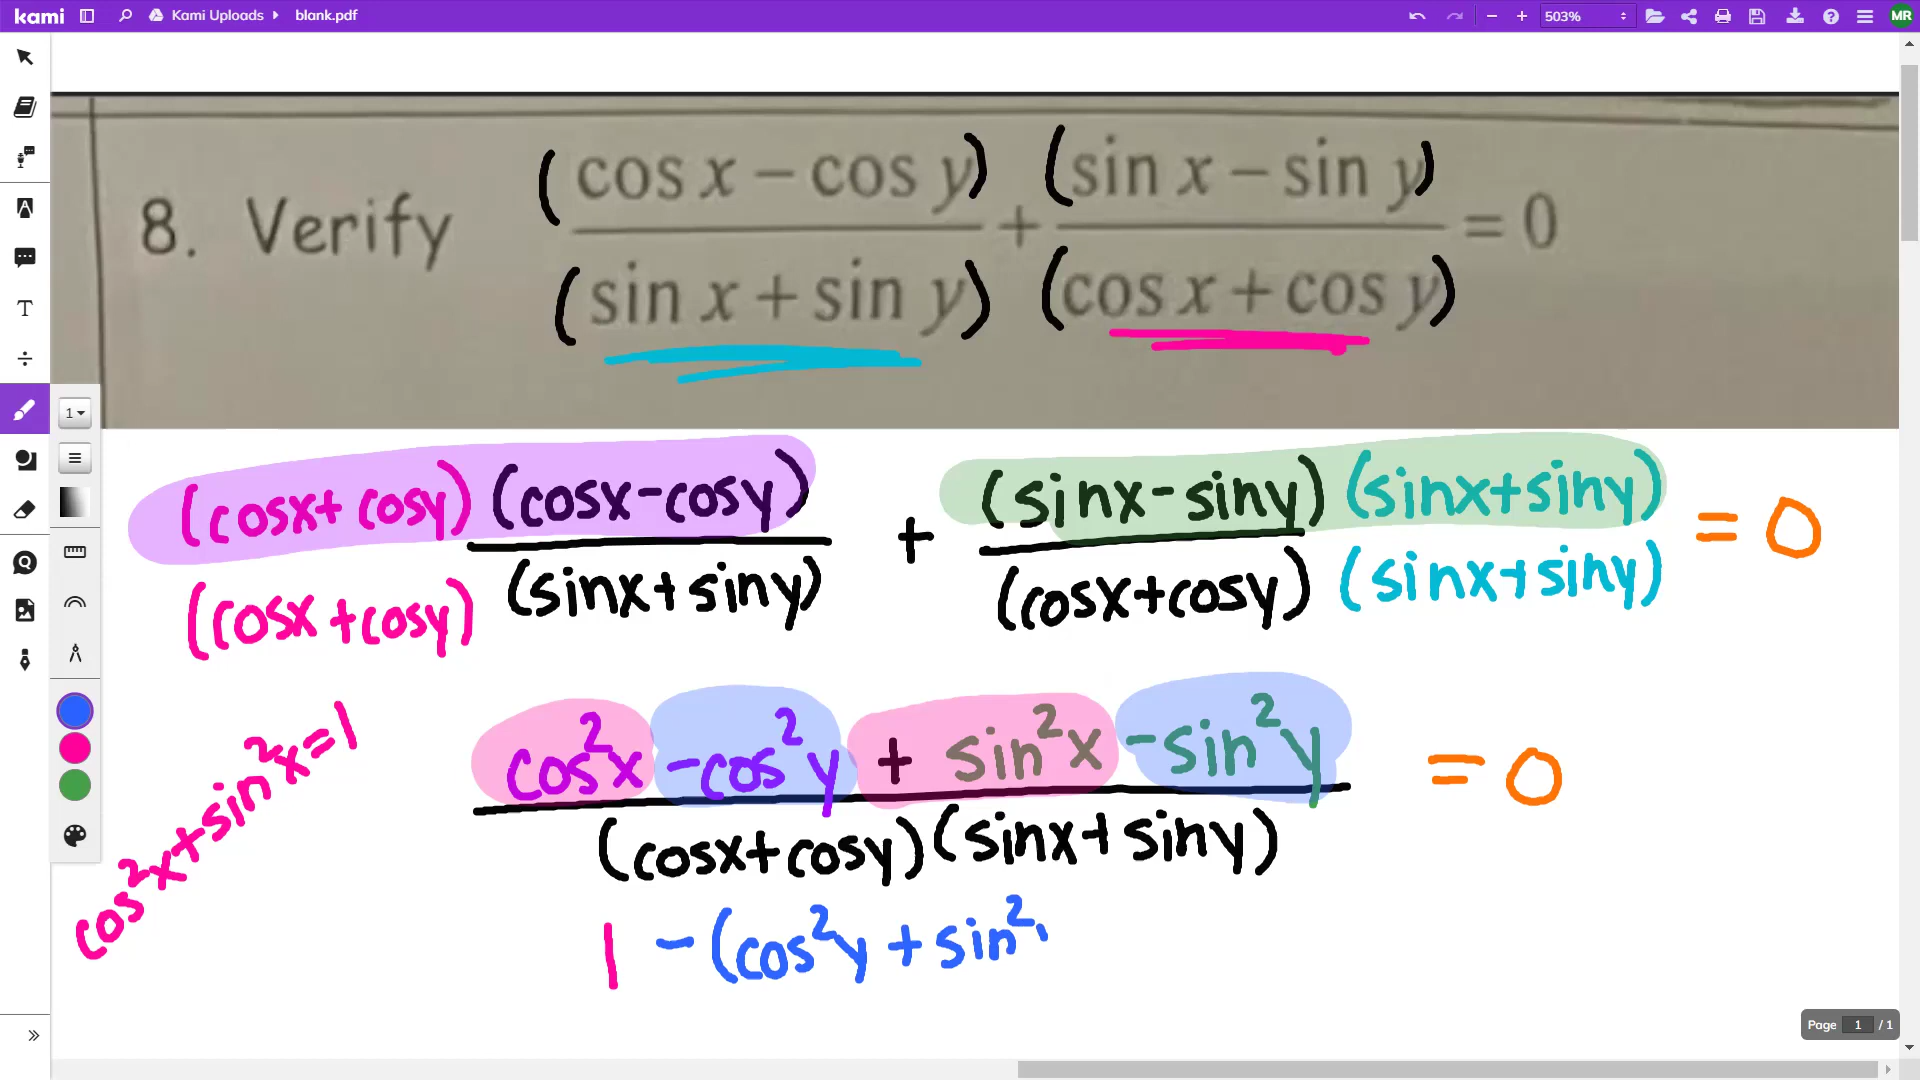 kami Kami Uploads blank.pdf 503% MR
8. Verify (cos x − cos y) / (sin x + sin y) + (sin x − sin y) / (cos x + cos y) = 0
(cosx+cosy)(cosx-cosy) / (cosx+cosy)(sinx+siny) + (sinx-siny)(sinx+siny) / (cosx+cosy)(sinx+siny) = 0
cos²x+sin²x=1
cos²x -cos²y + sin²x -sin²y / (cosx+cosy)(sinx+siny) = 0
1 - (cos²y + sin²
1
Page 1 / 1